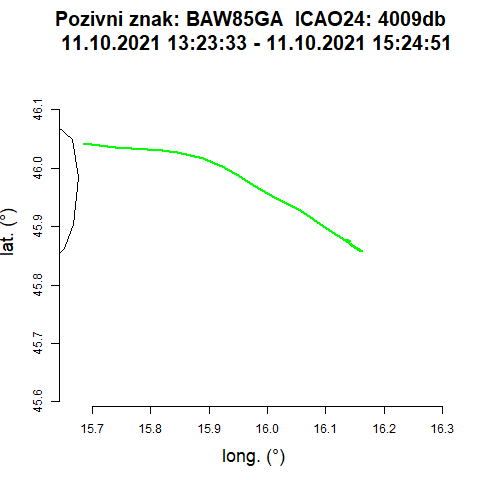 Pozivni znak: BAW85GA  ICAO24: 4009db
11.10.2021 13:23:33 - 11.10.2021 15:24:51
lat. (°)
46.1
46.0
45.9
45.8
45.7
45.6
15.7 15.8 15.9 16.0 16.1 16.2 16.3
long. (°)